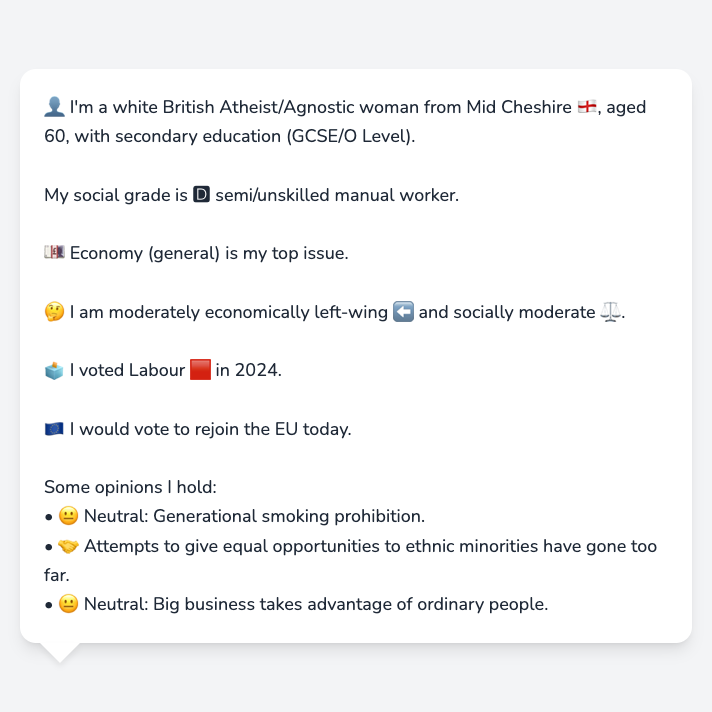 👤 I'm a white British Atheist/Agnostic woman from Mid Cheshire 🏴󠁧󠁢󠁥󠁮󠁧󠁿, aged
60, with secondary education (GCSE/O Level).
My social grade is 🅳 semi/unskilled manual worker.
💷 Economy (general) is my top issue.
🤔 I am moderately economically left-wing ⬅️ and socially moderate ⚖️.
🗳️ I voted Labour 🟥 in 2024.
🇪🇺 I would vote to rejoin the EU today.
Some opinions I hold:
• 😐 Neutral: Generational smoking prohibition.
• 🤝 Attempts to give equal opportunities to ethnic minorities have gone too
far.
• 😐 Neutral: Big business takes advantage of ordinary people.